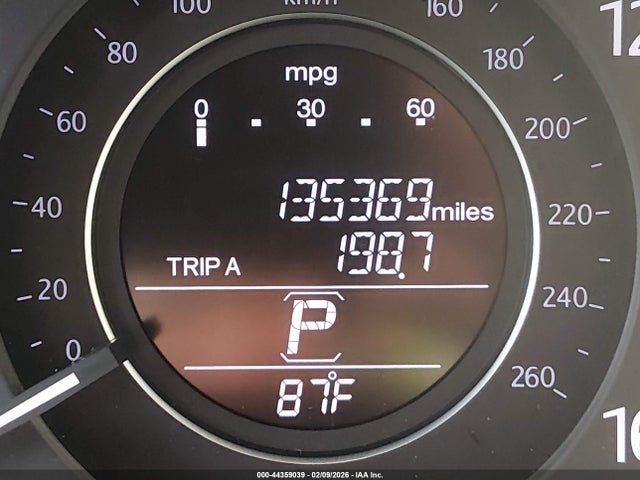 100 km/h 160
12
80 180
mpg
0 30 60
60 200
135369 miles
40 220
TRIP A 198.7
20 240
P
0 260
87°F
16
000-44359039 - 02/09/2026 - IAA Inc.